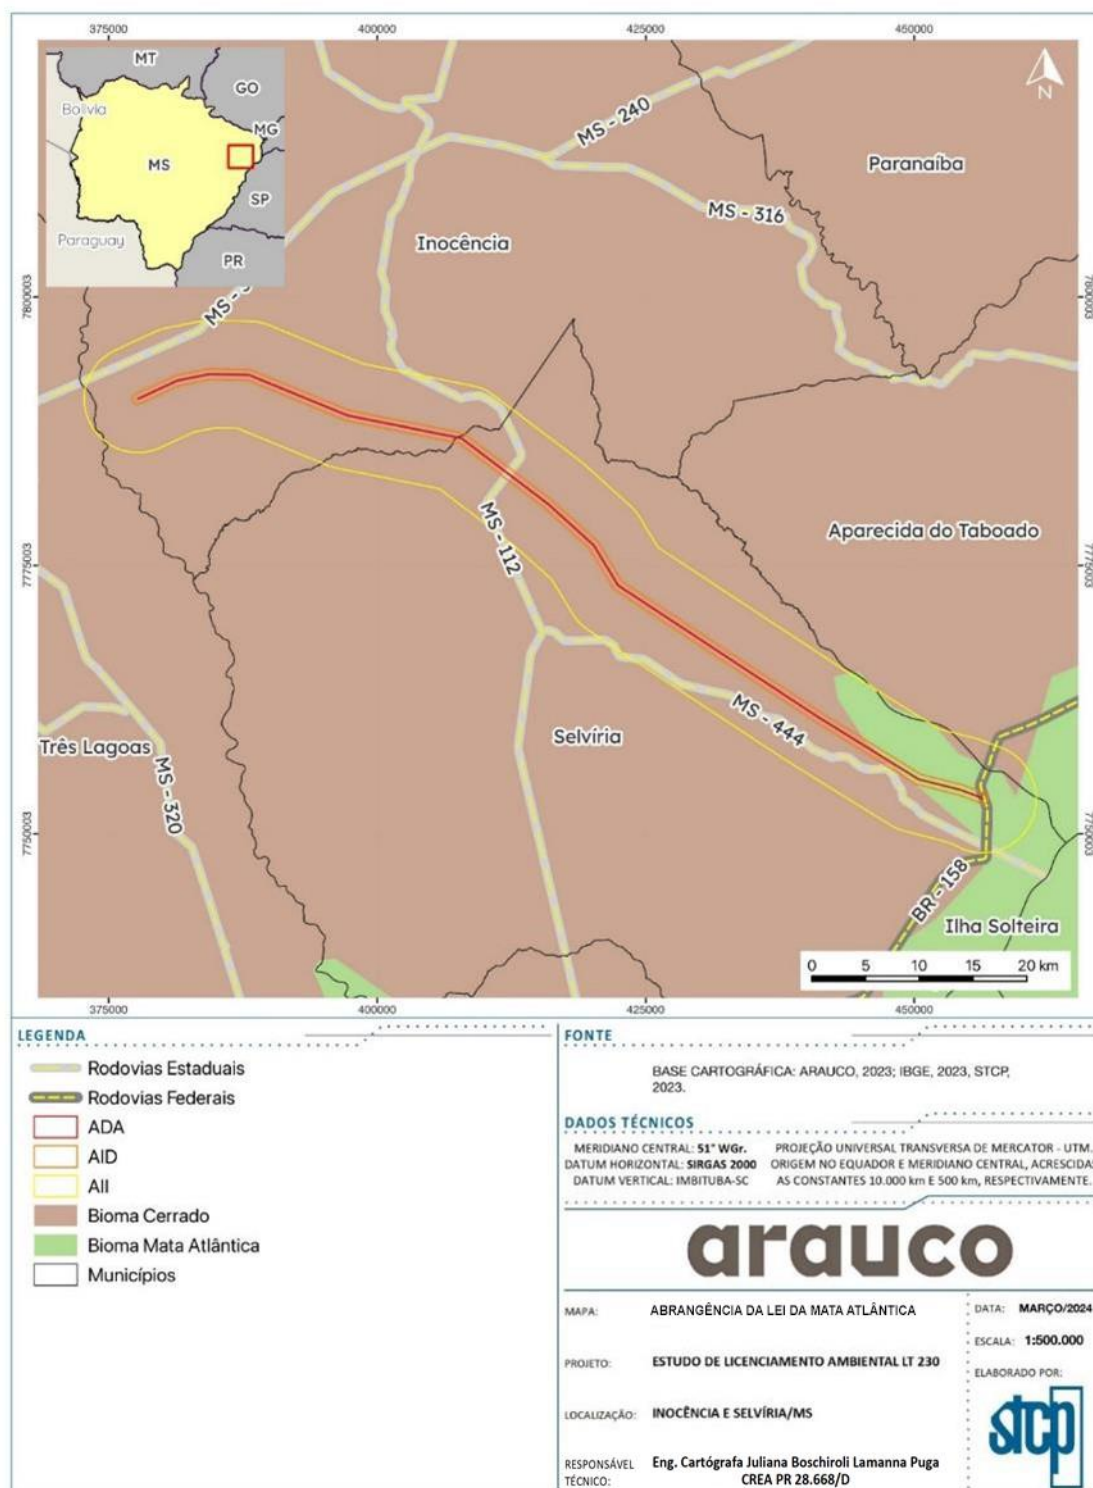 375000
400000
425000
450000
MT
GO
Bolivia
MG
MS
SP
Paraguay
PR
N
MS - 240
Paranaíba
MS - 316
Inocência
7800003
7800003
MS -
Aparecida do Taboado
MS - 112
7775003
7775003
MS - 444
Selvíria
Três Lagoas
MS - 320
7750003
7750003
BR - 158
Ilha Solteira
0 5 10 15 20 km
375000
400000
425000
450000
LEGENDA
Rodovias Estaduais
Rodovias Federais
ADA
AID
AII
Bioma Cerrado
Bioma Mata Atlântica
Municípios
FONTE
BASE CARTOGRÁFICA: ARAUCO, 2023; IBGE, 2023, STCP,
2023.
DADOS TÉCNICOS
MERIDIANO CENTRAL: 51° WGr.
DATUM HORIZONTAL: SIRGAS 2000
DATUM VERTICAL: IMBITUBA-SC
PROJEÇÃO UNIVERSAL TRANSVERSA DE MERCATOR - UTM.
ORIGEM NO EQUADOR E MERIDIANO CENTRAL, ACRESCIDA
AS CONSTANTES 10.000 km E 500 km, RESPECTIVAMENTE.
arauco
MAPA: ABRANGÊNCIA DA LEI DA MATA ATLÂNTICA
DATA: MARÇO/2024
ESCALA: 1:500.000
PROJETO: ESTUDO DE LICENCIAMENTO AMBIENTAL LT 230
ELABORADO POR:
LOCALIZAÇÃO: INOCÊNCIA E SELVÍRIA/MS
stcp
RESPONSÁVEL
TÉCNICO:
Eng. Cartógrafa Juliana Boschiroli Lamanna Puga
CREA PR 28.668/D